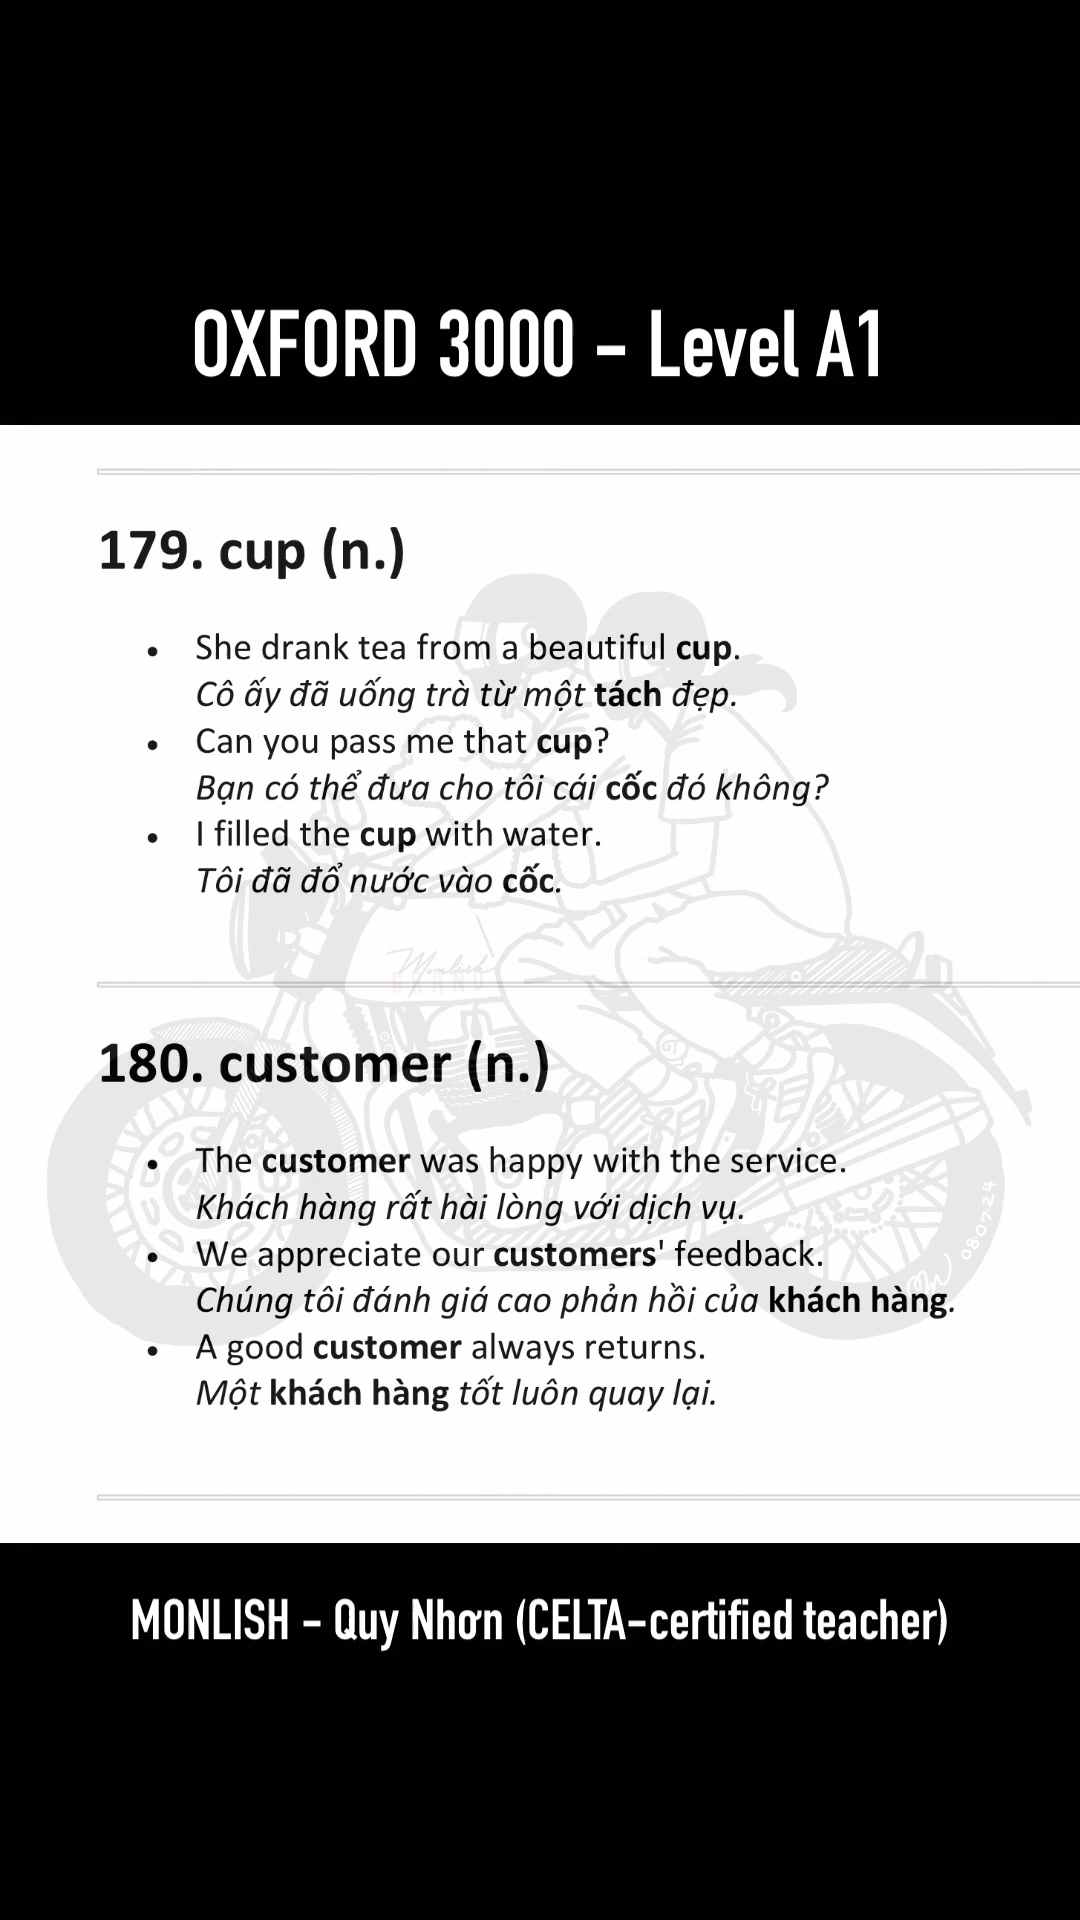 OXFORD 3000 - Level A1
179. cup (n.)
• She drank tea from a beautiful cup.
Cô ấy đã uống trà từ một tách đẹp.
• Can you pass me that cup?
Bạn có thể đưa cho tôi cái cốc đó không?
• I filled the cup with water.
Tôi đã đổ nước vào cốc.
Monlish
GRAND
180. customer (n.)
GT
• The customer was happy with the service.
Khách hàng rất hài lòng với dịch vụ.
• We appreciate our customers' feedback.
Chúng tôi đánh giá cao phản hồi của khách hàng.
• A good customer always returns.
Một khách hàng tốt luôn quay lại.
080724
MONLISH - Quy Nhơn (CELTA-certified teacher)